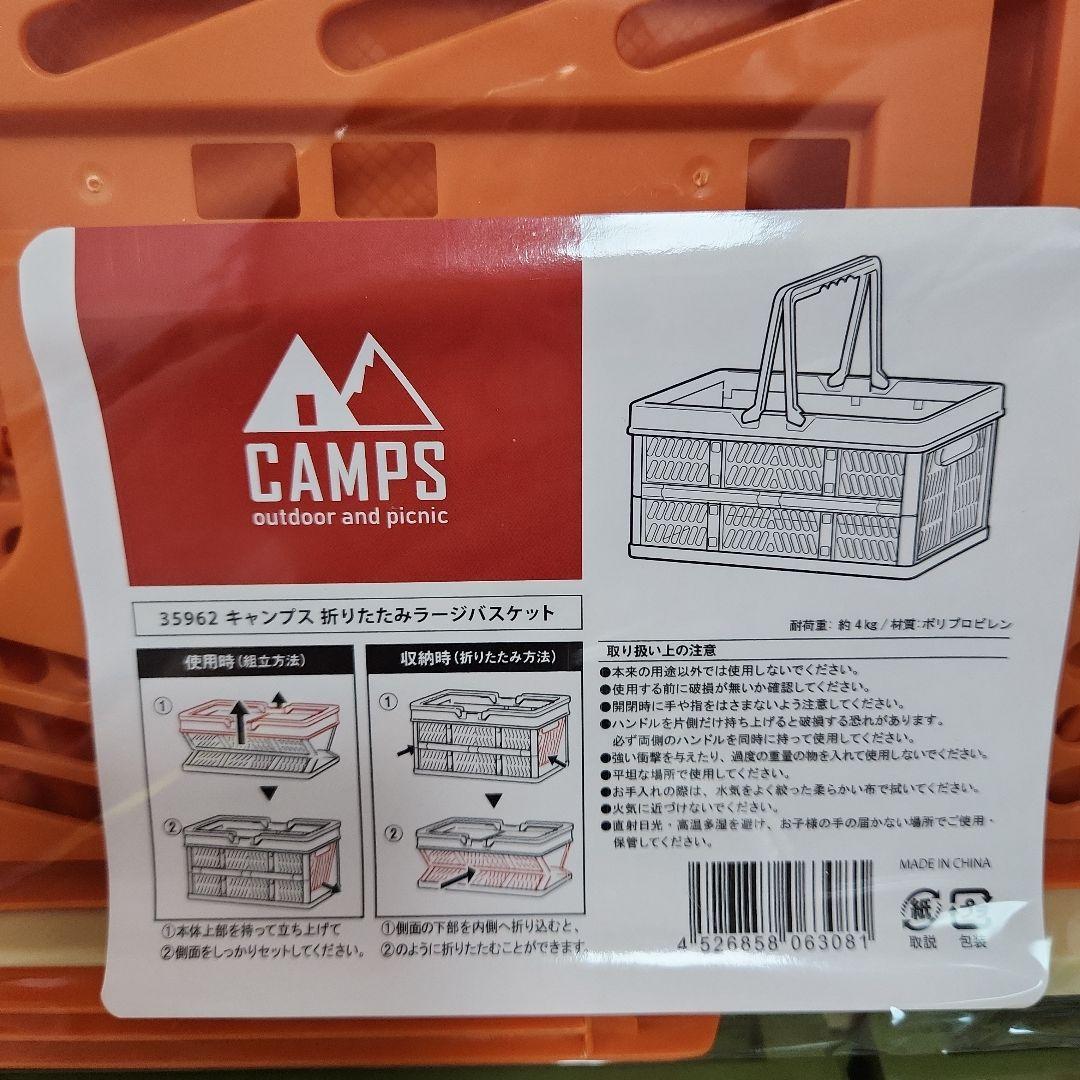 CAMPS
outdoor and picnic
35962 キャンプス 折りたたみラージバスケット
使用時(組立方法)
①
②
①本体上部を持って立ち上げて
②側面をしっかりセットしてください。
収納時(折りたたみ方法)
①
②
①側面の下部を内側へ折り込むと、
②のように折りたたむことができます。
耐荷重: 約4kg/材質:ポリプロピレン
取り扱い上の注意
●本来の用途以外では使用しないでください。
●使用する前に破損が無いか確認してください。
●開閉時に手や指をはさまないよう注意してください。
●ハンドルを片側だけ持ち上げると破損する恐れがあります。
必ず両側のハンドルを同時に持って使用してください。
●強い衝撃を与えたり、過度の重量の物を入れて使用しないでください。
●平坦な場所で使用してください。
●お手入れの際は、水気をよく絞った柔らかい布で拭いてください。
●火気に近づけないでください。
●直射日光・高温多湿を避け、お子様の手の届かない場所でご使用・
保管してください。
MADE IN CHINA
4 526858 063081
紙
取説
プラ
包装